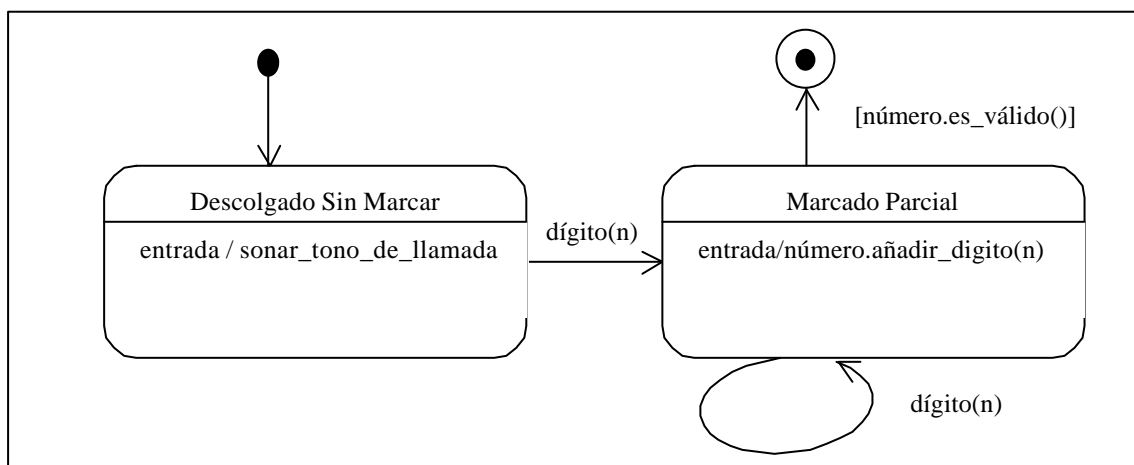 [número.es_válido()]
Descolgado Sin Marcar
entrada / sonar_tono_de_llamada
dígito(n)
Marcado Parcial
entrada/número.añadir_digito(n)
dígito(n)